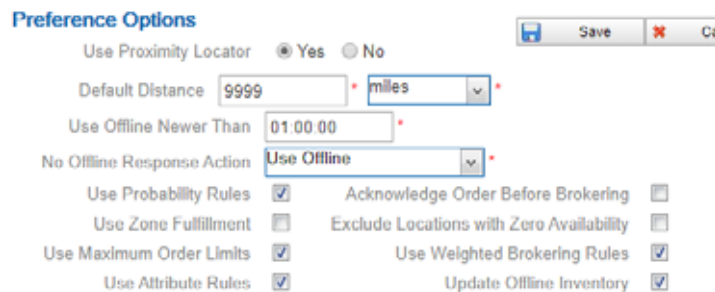 Preference Options
Save Ca
Use Proximity Locator Yes No
Default Distance 9999 * miles *
Use Offline Newer Than 01:00:00 *
No Offline Response Action Use Offline *
Use Probability Rules Acknowledge Order Before Brokering
Use Zone Fulfillment Exclude Locations with Zero Availability
Use Maximum Order Limits Use Weighted Brokering Rules
Use Attribute Rules Update Offline Inventory